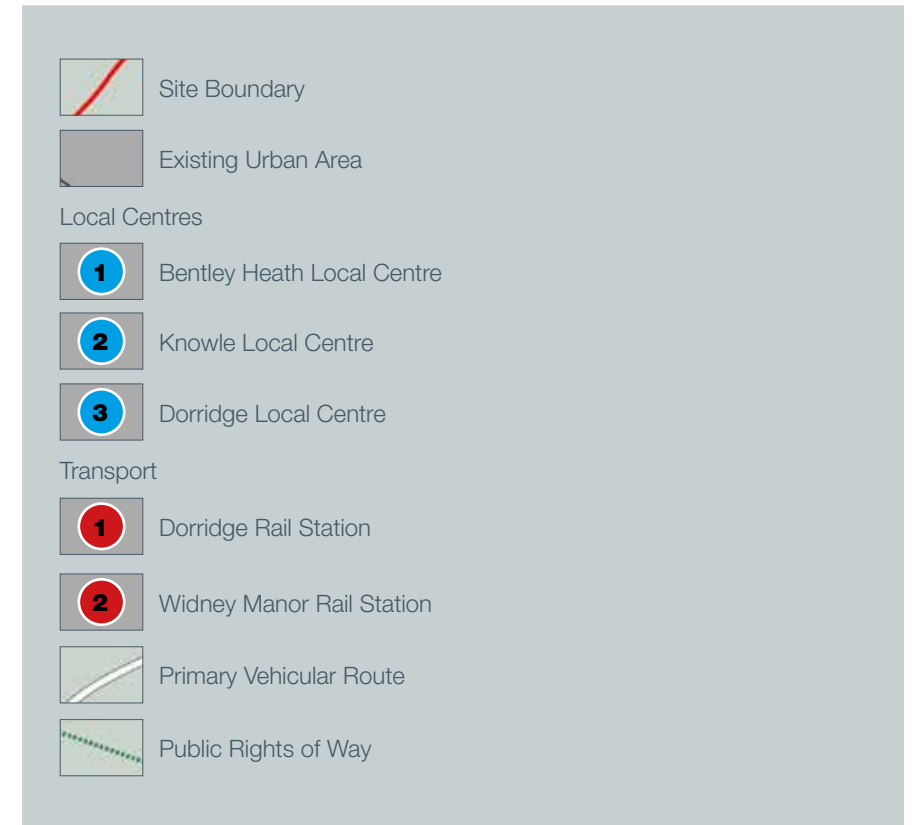 Site Boundary
Existing Urban Area
Local Centres
1 Bentley Heath Local Centre
2 Knowle Local Centre
3 Dorridge Local Centre
Transport
1 Dorridge Rail Station
2 Widney Manor Rail Station
Primary Vehicular Route
Public Rights of Way